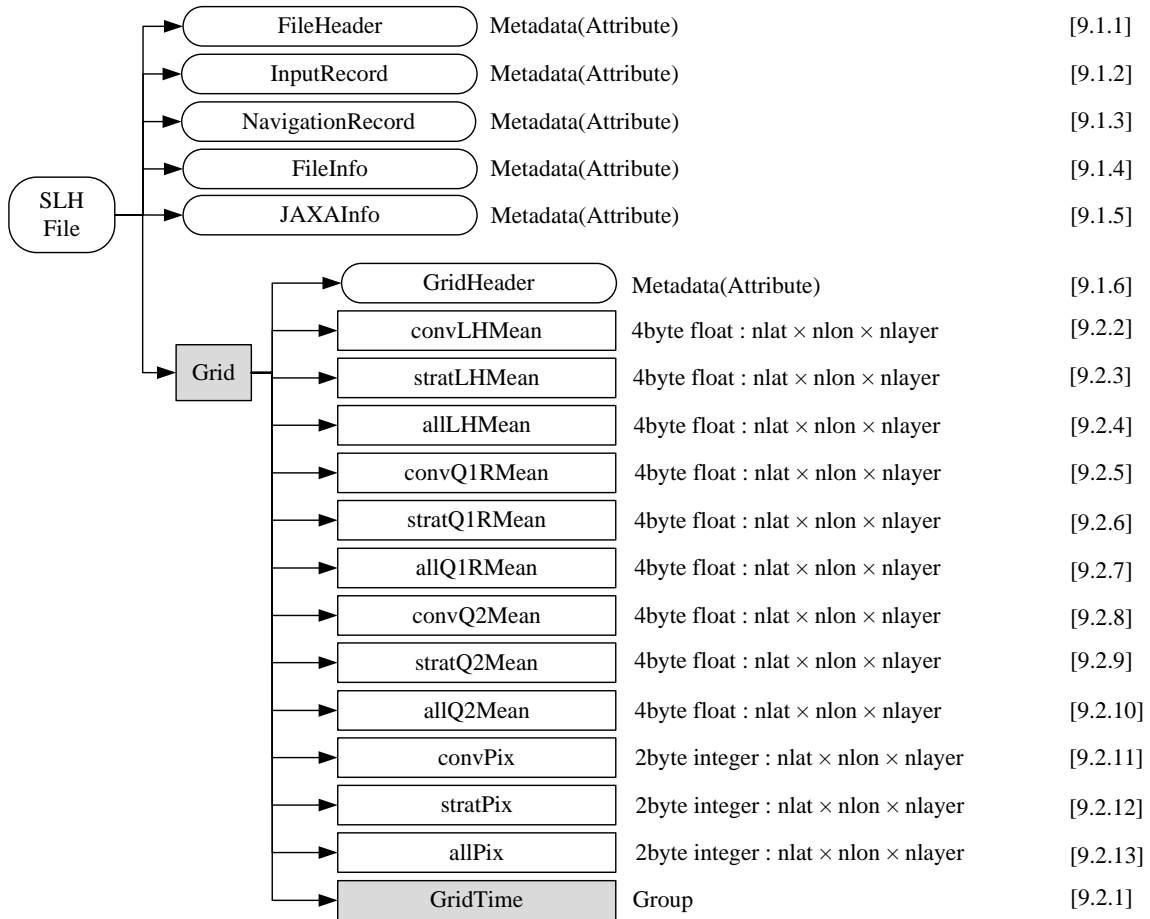 FileHeader Metadata(Attribute) [9.1.1]
InputRecord Metadata(Attribute) [9.1.2]
NavigationRecord Metadata(Attribute) [9.1.3]
FileInfo Metadata(Attribute) [9.1.4]
SLH
File
JAXAInfo Metadata(Attribute) [9.1.5]
GridHeader Metadata(Attribute) [9.1.6]
convLHMean 4byte float : nlat × nlon × nlayer [9.2.2]
Grid
stratLHMean 4byte float : nlat × nlon × nlayer [9.2.3]
allLHMean 4byte float : nlat × nlon × nlayer [9.2.4]
convQ1RMean 4byte float : nlat × nlon × nlayer [9.2.5]
stratQ1RMean 4byte float : nlat × nlon × nlayer [9.2.6]
allQ1RMean 4byte float : nlat × nlon × nlayer [9.2.7]
convQ2Mean 4byte float : nlat × nlon × nlayer [9.2.8]
stratQ2Mean 4byte float : nlat × nlon × nlayer [9.2.9]
allQ2Mean 4byte float : nlat × nlon × nlayer [9.2.10]
convPix 2byte integer : nlat × nlon × nlayer [9.2.11]
stratPix 2byte integer : nlat × nlon × nlayer [9.2.12]
allPix 2byte integer : nlat × nlon × nlayer [9.2.13]
GridTime Group [9.2.1]